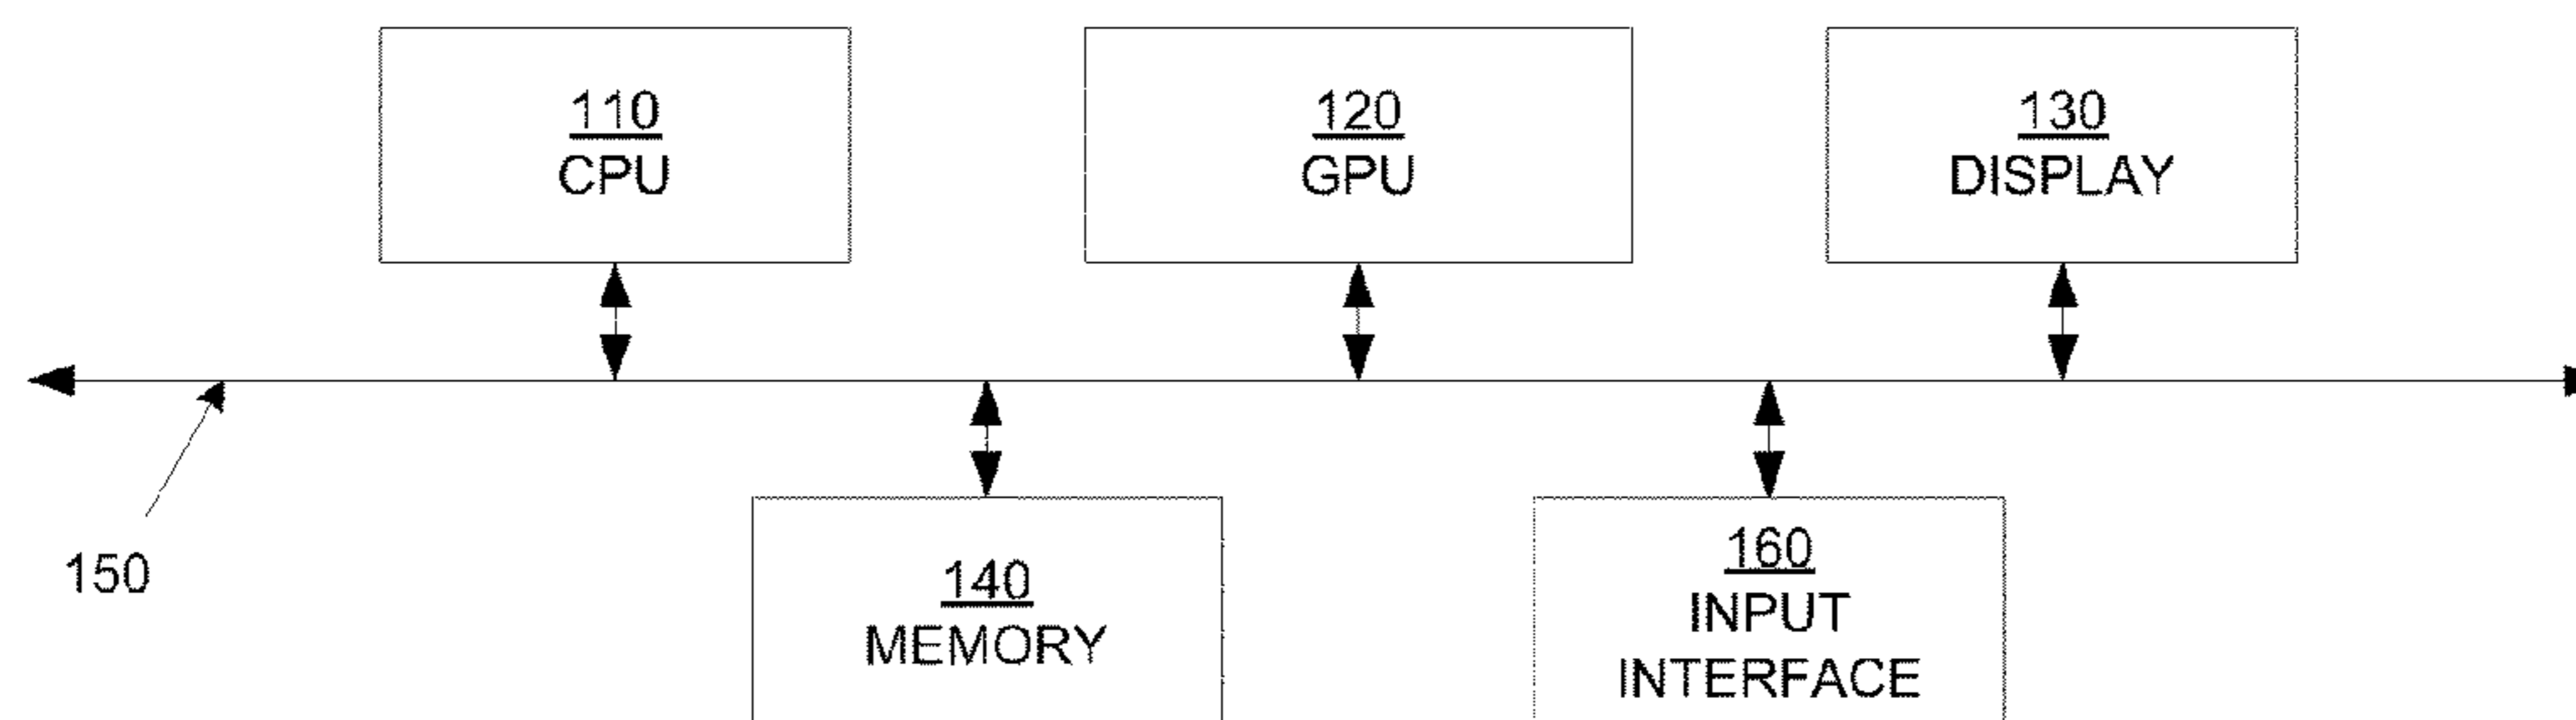 110
CPU
120
GPU
130
DISPLAY
150
140
MEMORY
160
INPUT
INTERFACE